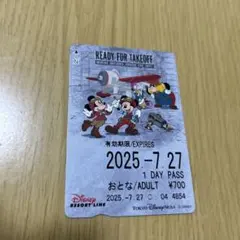 READY FOR TAKEOFF
有効期限/EXPIRES
2025.-7.27
1 DAY PASS
おとな/ADULT ¥700
2025.-7.27 04 4854
Disney
RESORT LINE